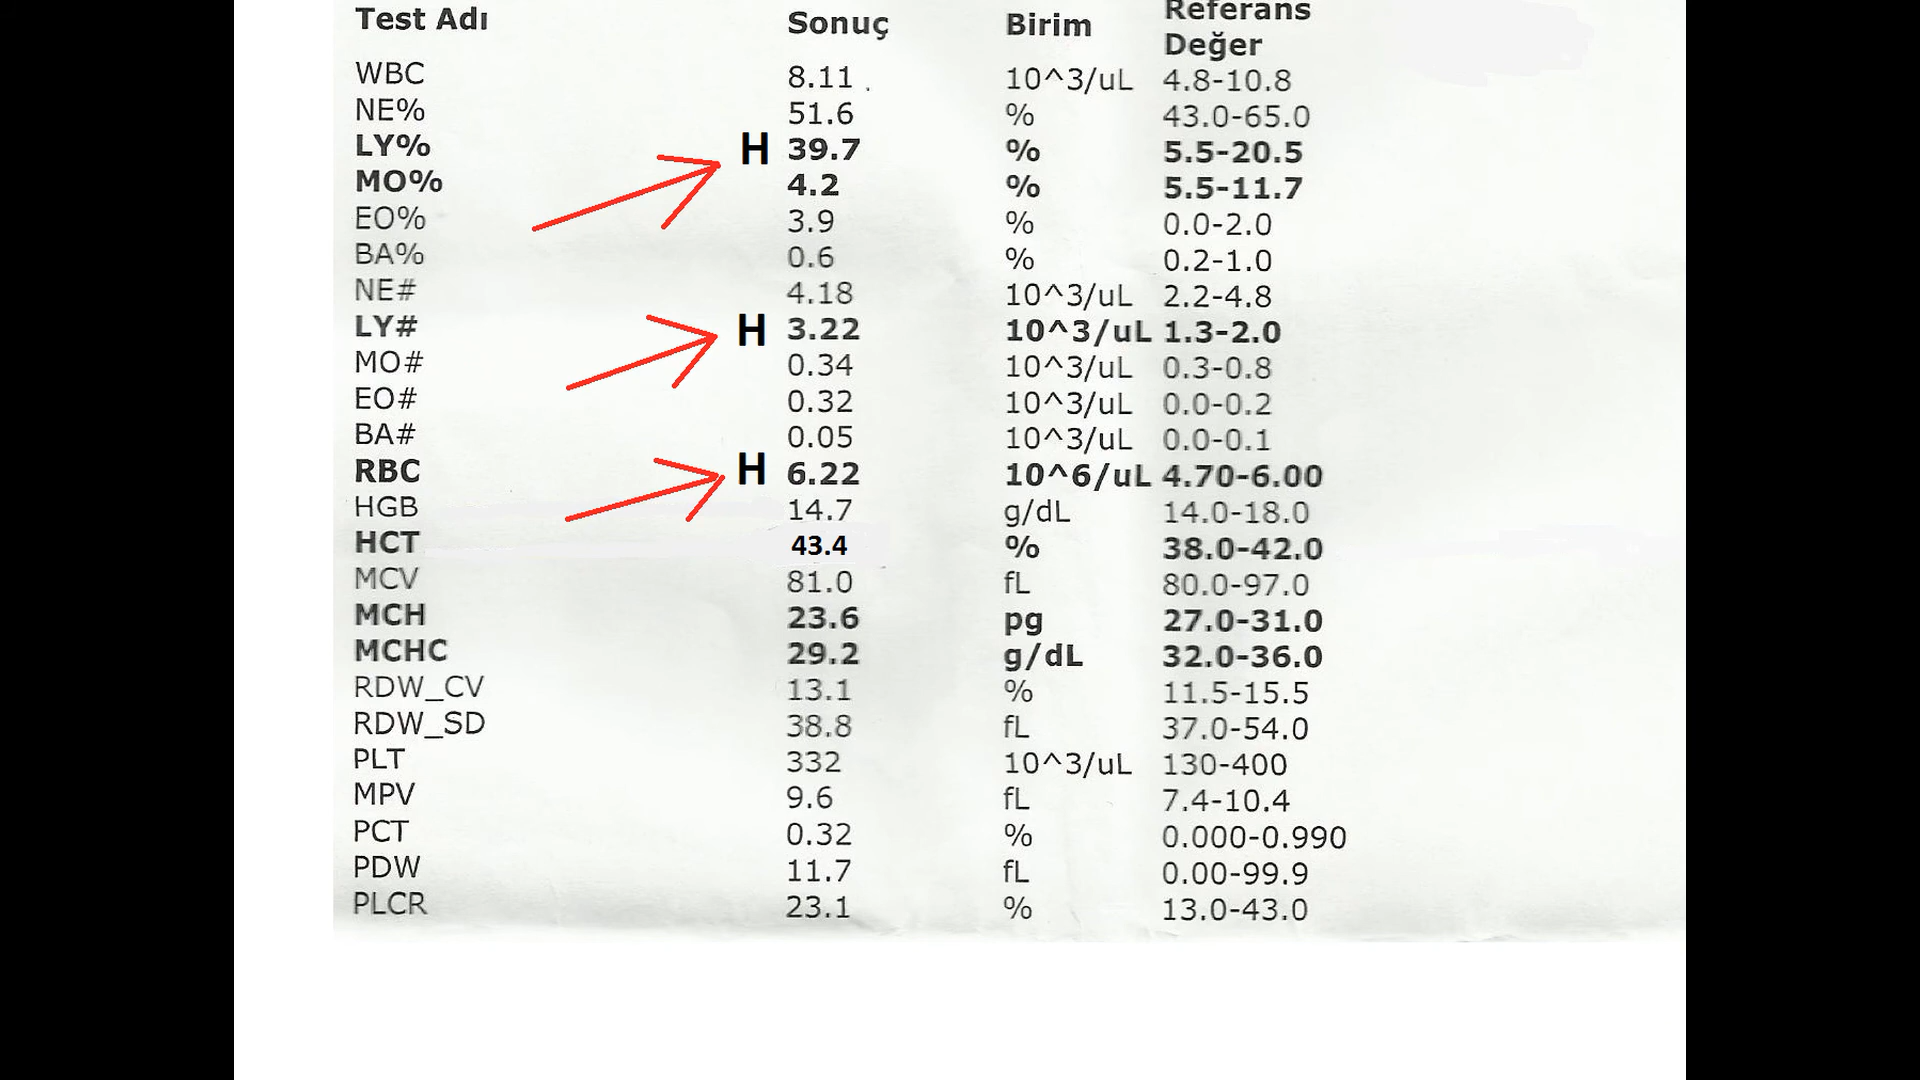 Test Adı Sonuç Birim Referans Değer
WBC 8.11 10^3/uL 4.8-10.8
NE% 51.6 % 43.0-65.0
LY% H 39.7 % 5.5-20.5
MO% 4.2 % 5.5-11.7
EO% 3.9 % 0.0-2.0
BA% 0.6 % 0.2-1.0
NE# 4.18 10^3/uL 2.2-4.8
LY# H 3.22 10^3/uL 1.3-2.0
MO# 0.34 10^3/uL 0.3-0.8
EO# 0.32 10^3/uL 0.0-0.2
BA# 0.05 10^3/uL 0.0-0.1
RBC H 6.22 10^6/uL 4.70-6.00
HGB 14.7 g/dL 14.0-18.0
HCT 43.4 % 38.0-42.0
MCV 81.0 fL 80.0-97.0
MCH 23.6 pg 27.0-31.0
MCHC 29.2 g/dL 32.0-36.0
RDW_CV 13.1 % 11.5-15.5
RDW_SD 38.8 fL 37.0-54.0
PLT 332 10^3/uL 130-400
MPV 9.6 fL 7.4-10.4
PCT 0.32 % 0.000-0.990
PDW 11.7 fL 0.00-99.9
PLCR 23.1 % 13.0-43.0